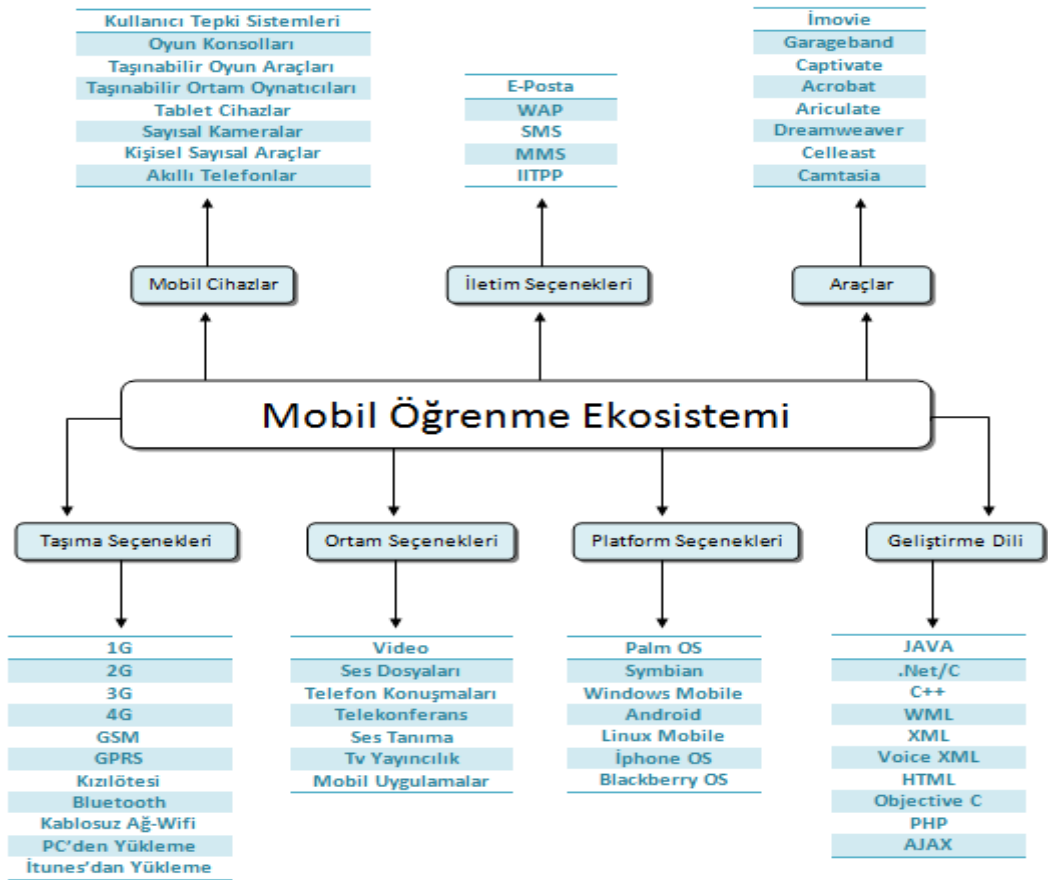 Kullanıcı Tepki Sistemleri
Oyun Konsolları
Taşınabilir Oyun Araçları
Taşınabilir Ortam Oynatıcıları
Tablet Cihazlar
Sayısal Kameralar
Kişisel Sayısal Araçlar
Akıllı Telefonlar
E-Posta
WAP
SMS
MMS
IITPP
İmovie
Garageband
Captivate
Acrobat
Ariculate
Dreamweaver
Celleast
Camtasia
Mobil Cihazlar
İletim Seçenekleri
Araçlar
Mobil Öğrenme Ekosistemi
Taşıma Seçenekleri
Ortam Seçenekleri
Platform Seçenekleri
Geliştirme Dili
1G
2G
3G
4G
GSM
GPRS
Kızılötesi
Bluetooth
Kablosuz Ağ-Wifi
PC'den Yükleme
İtunes'dan Yükleme
Video
Ses Dosyaları
Telefon Konuşmaları
Telekonferans
Ses Tanıma
Tv Yayıncılık
Mobil Uygulamalar
Palm OS
Symbian
Windows Mobile
Android
Linux Mobile
İphone OS
Blackberry OS
JAVA
.Net/C
C++
WML
XML
Voice XML
HTML
Objective C
PHP
AJAX